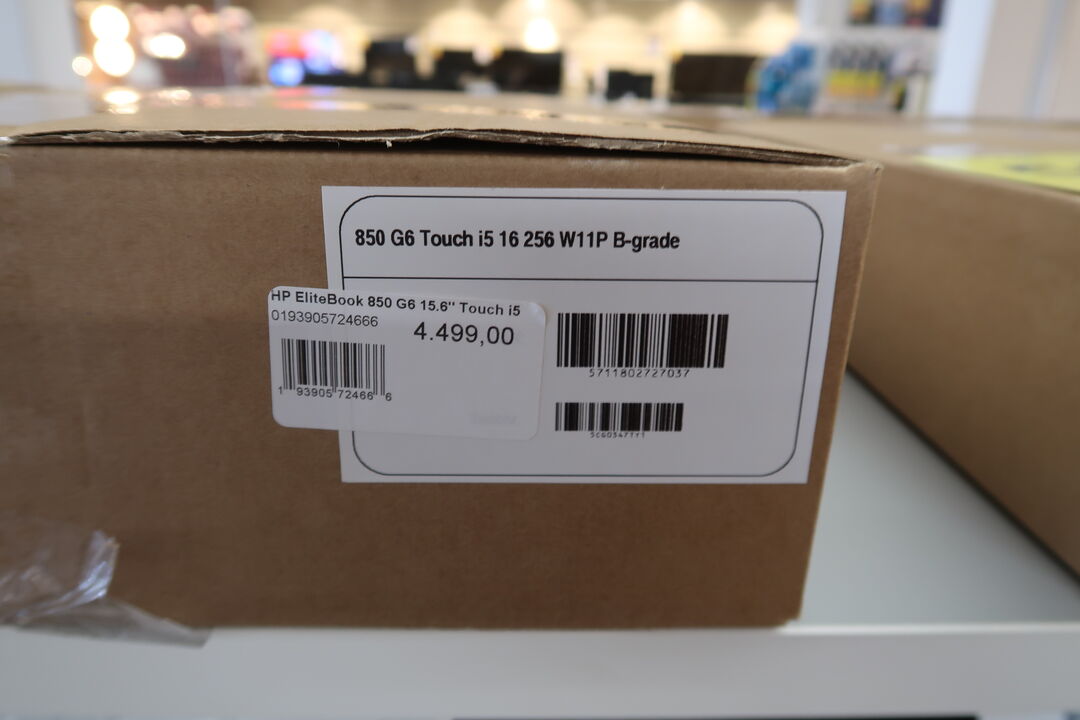 850 G6 Touch i5 16 256 W11P B-grade
HP EliteBook 850 G6 15.6" Touch i5
0193905724666
4.499,00
1 93905 72466 6
5711802727037